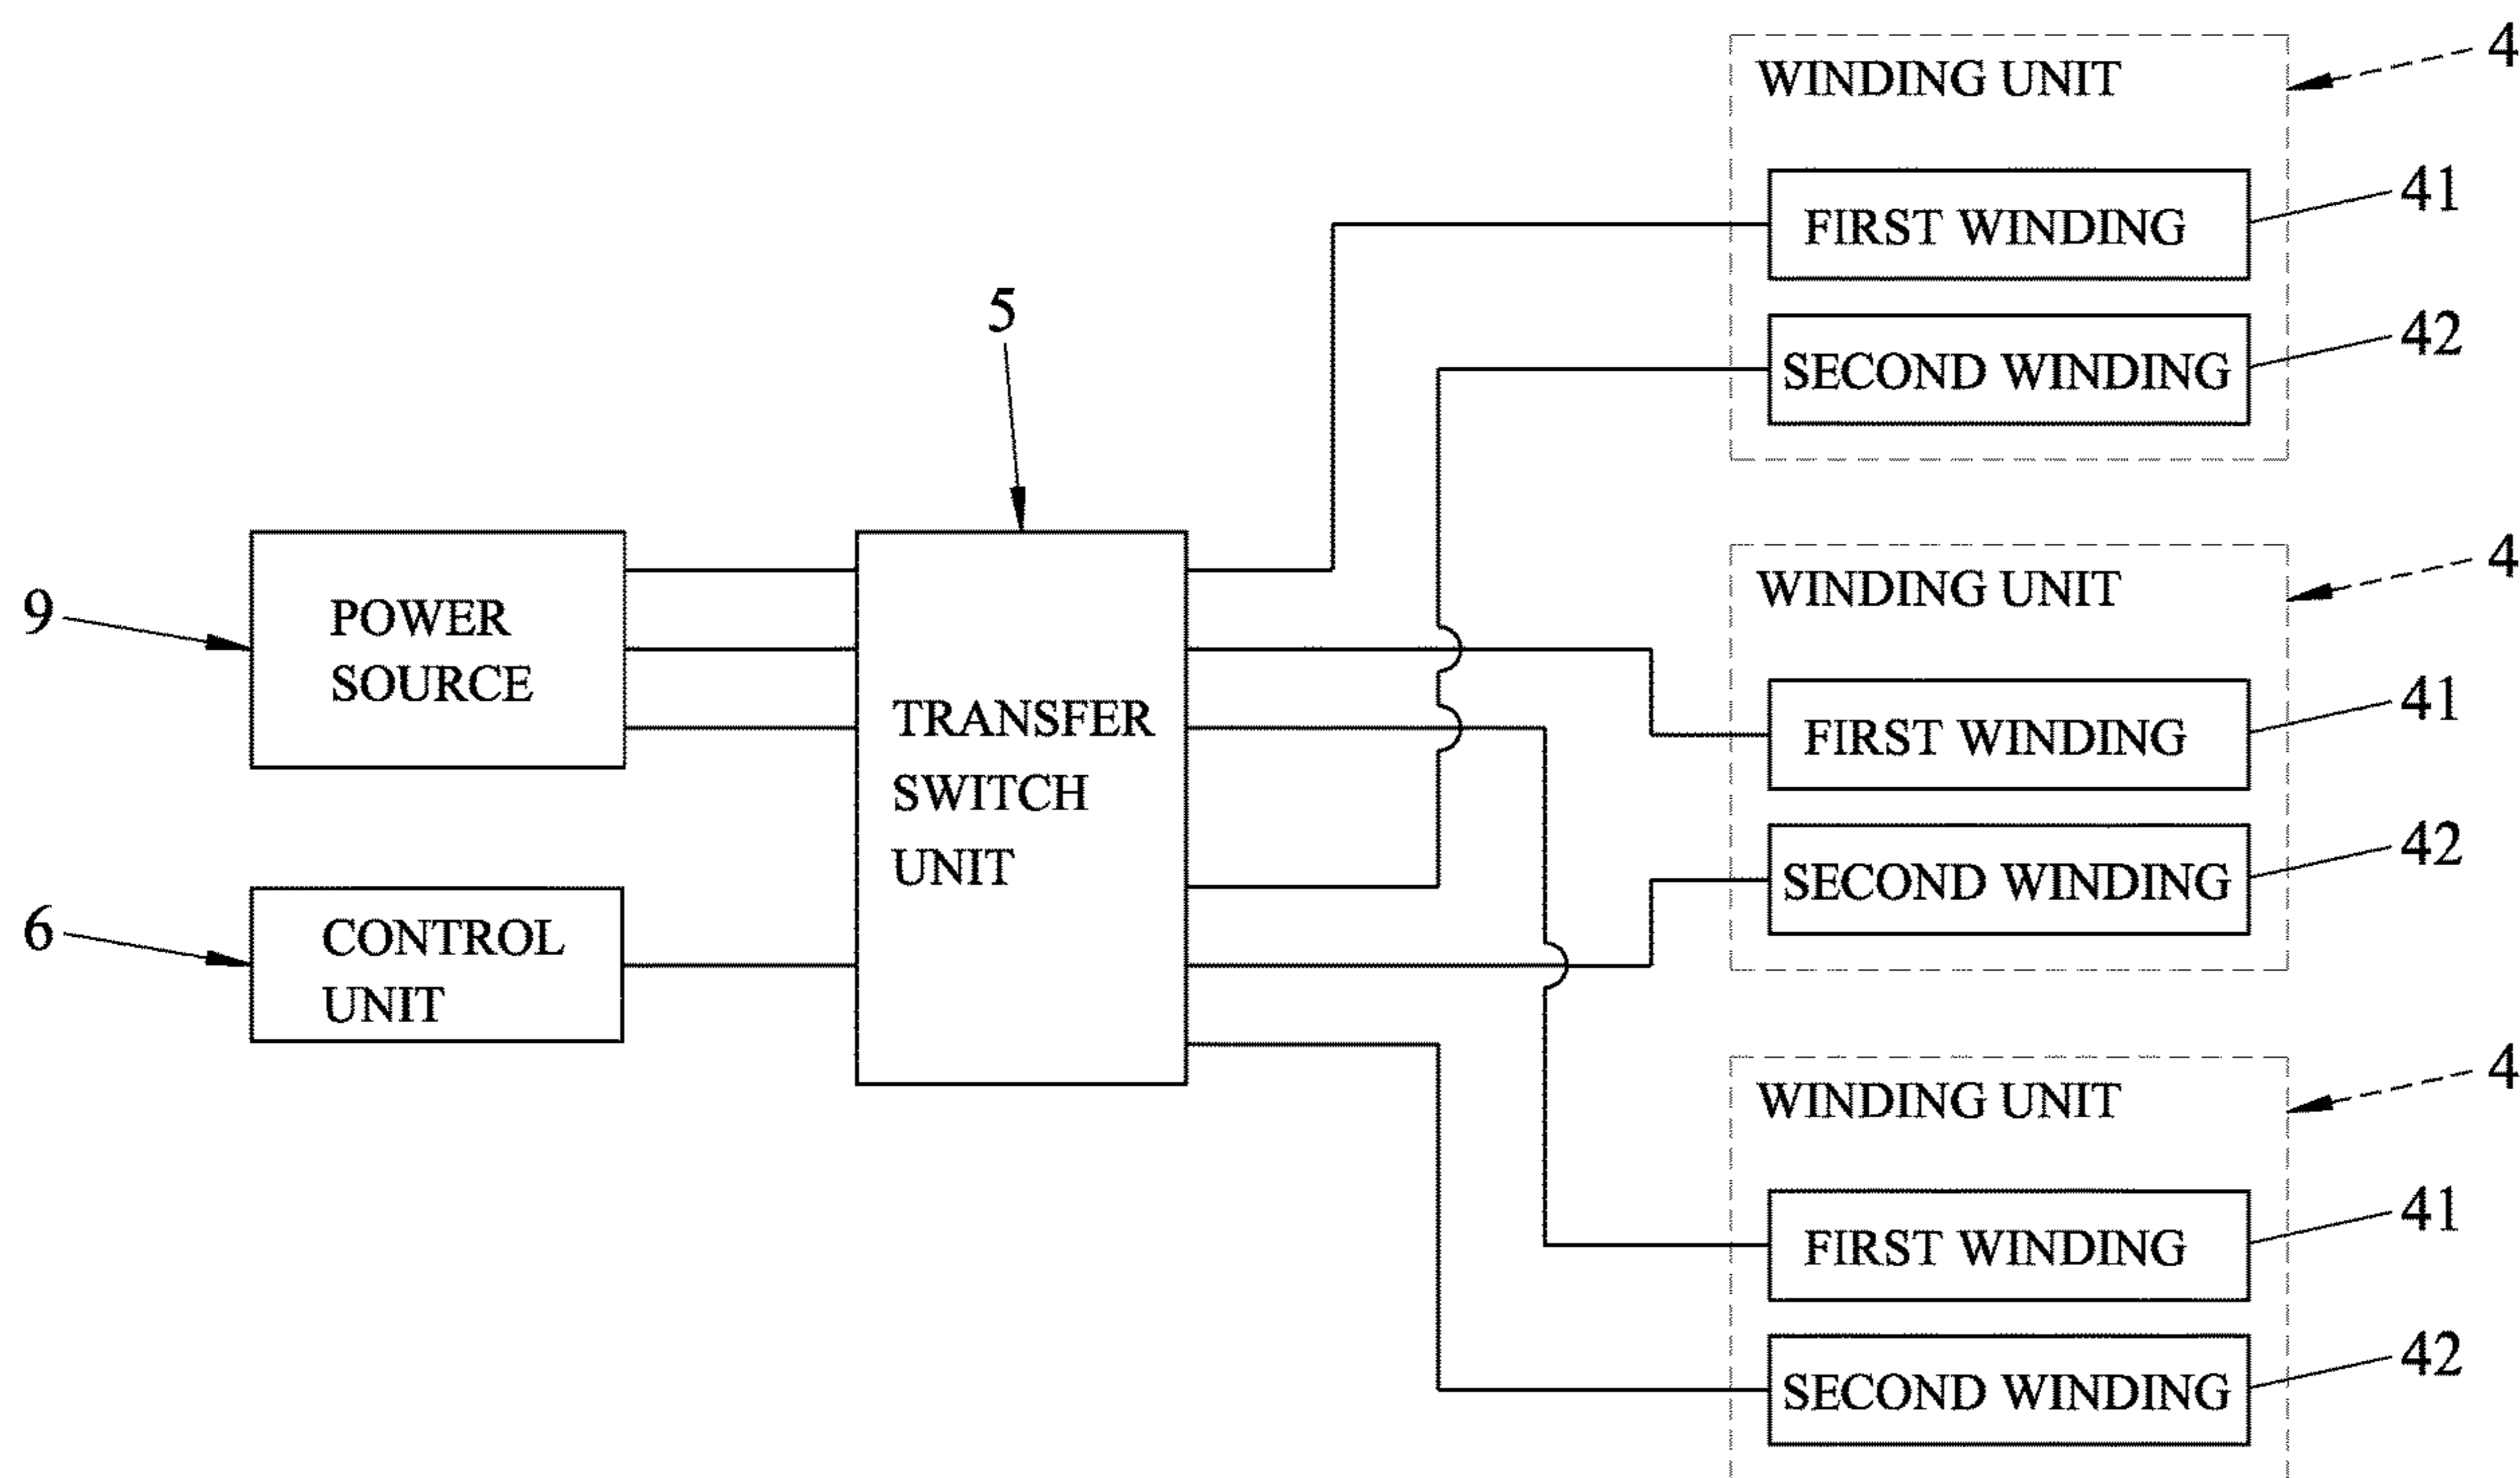 4
WINDING UNIT
41
FIRST WINDING
42
SECOND WINDING
5
4
WINDING UNIT
9
POWER
SOURCE
41
FIRST WINDING
TRANSFER
SWITCH
UNIT
42
SECOND WINDING
6
CONTROL
UNIT
4
WINDING UNIT
41
FIRST WINDING
42
SECOND WINDING